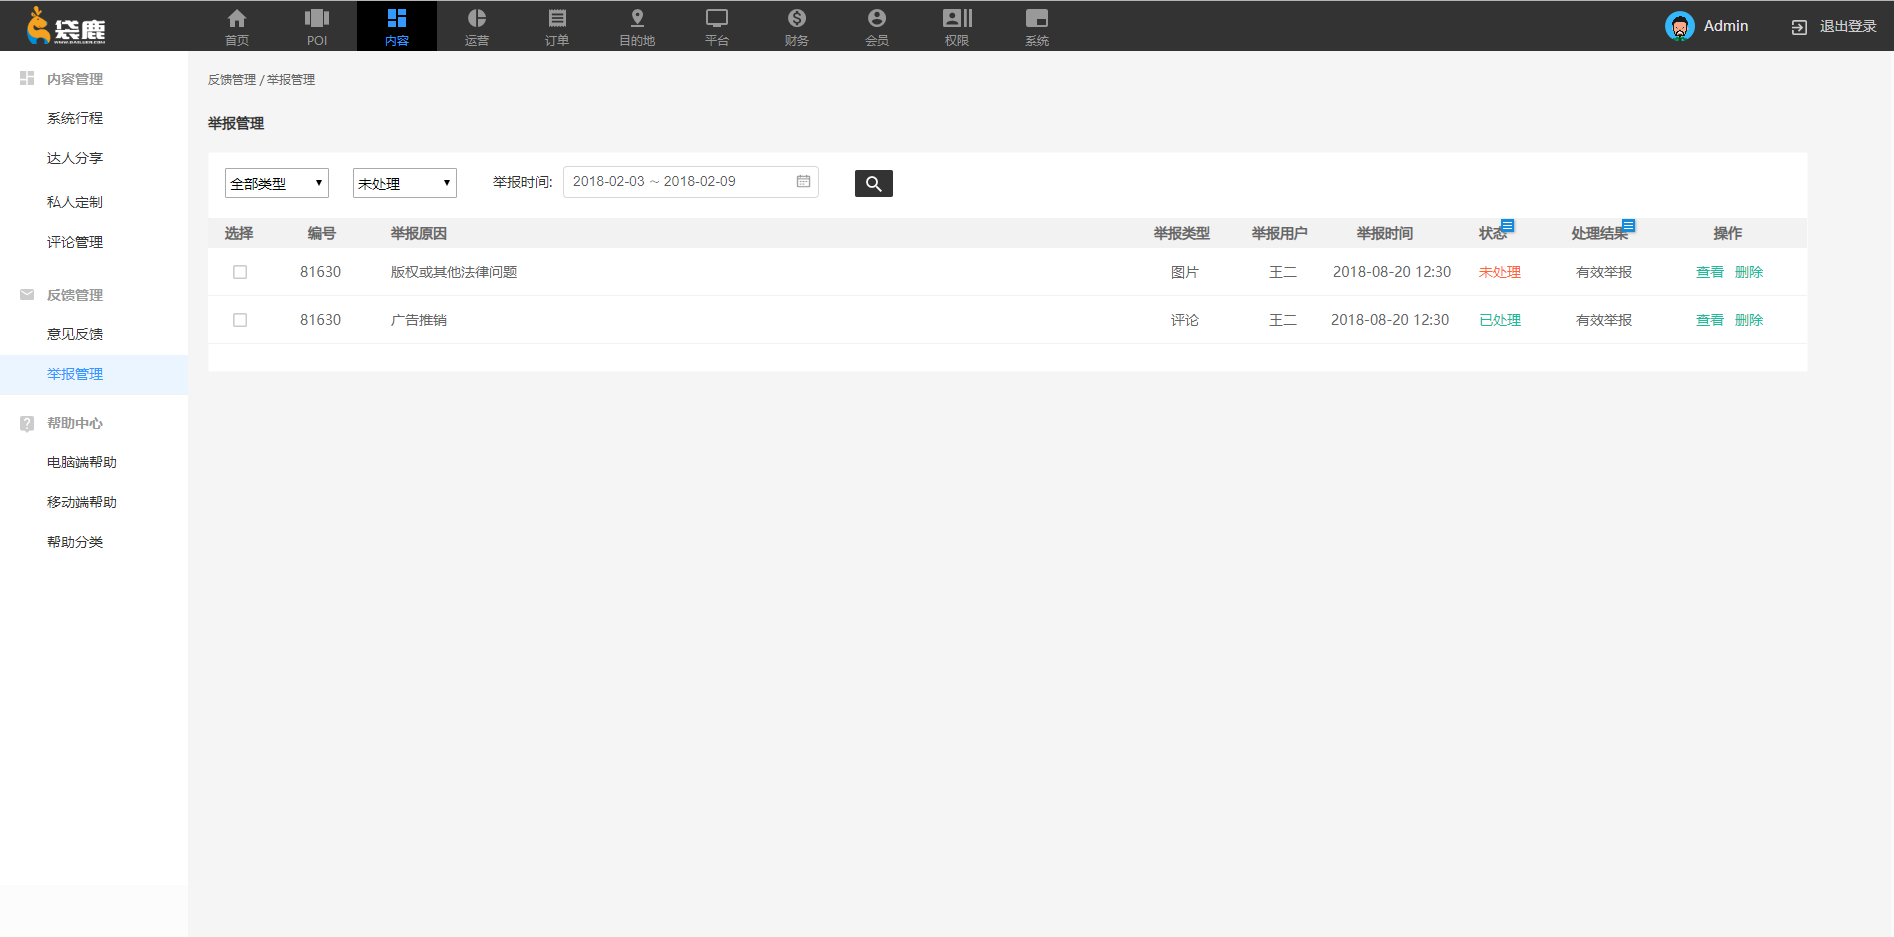 袋鹿
首页 POI 内容 运营 订单 目的地 平台 财务 会员 权限 系统 Admin 退出登录
内容管理
系统行程
达人分享
私人定制
评论管理
反馈管理
意见反馈
举报管理
帮助中心
电脑端帮助
移动端帮助
帮助分类
反馈管理 / 举报管理
举报管理
全部类型 未处理 举报时间: 2018-02-03 ~ 2018-02-09
选择 编号 举报原因 举报类型 举报用户 举报时间 状态 处理结果 操作
81630 版权或其他法律问题 图片 王二 2018-08-20 12:30 未处理 有效举报 查看 删除
81630 广告推销 评论 王二 2018-08-20 12:30 已处理 有效举报 查看 删除